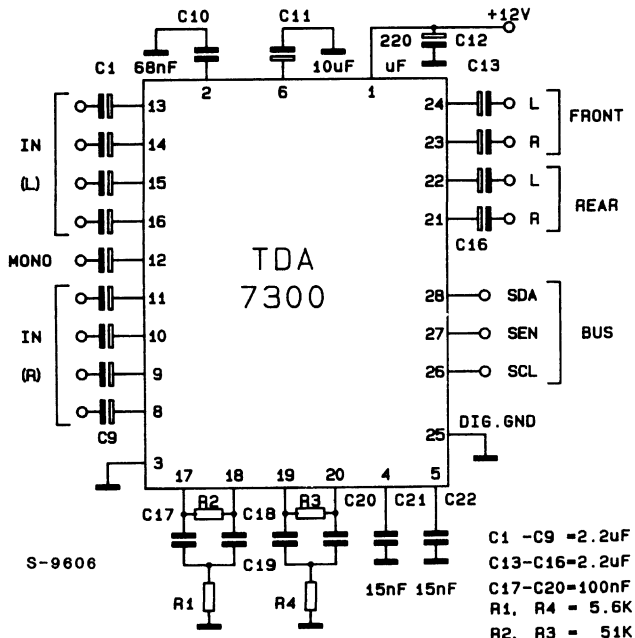 C10 C11 +12V
68nF 10uF 220 uF C12
C1 C13
2 6 1
IN (L) 13 24 L FRONT
14 23 R
15 22 L REAR
16 21 R
C16
MONO 12
TDA
7300
IN (R) 11 28 SDA BUS
10 27 SEN
9 26 SCL
8
C9
DIG.GND
25
3 17 18 19 20 4 5
C17 R2 C18 R3 C20 C21 C22
C19
S-9606
R1 R4 15nF 15nF
C1 -C9 =2.2uF
C13-C16=2.2uF
C17-C20=100nF
R1, R4 = 5.6K
R2, R3 = 51K